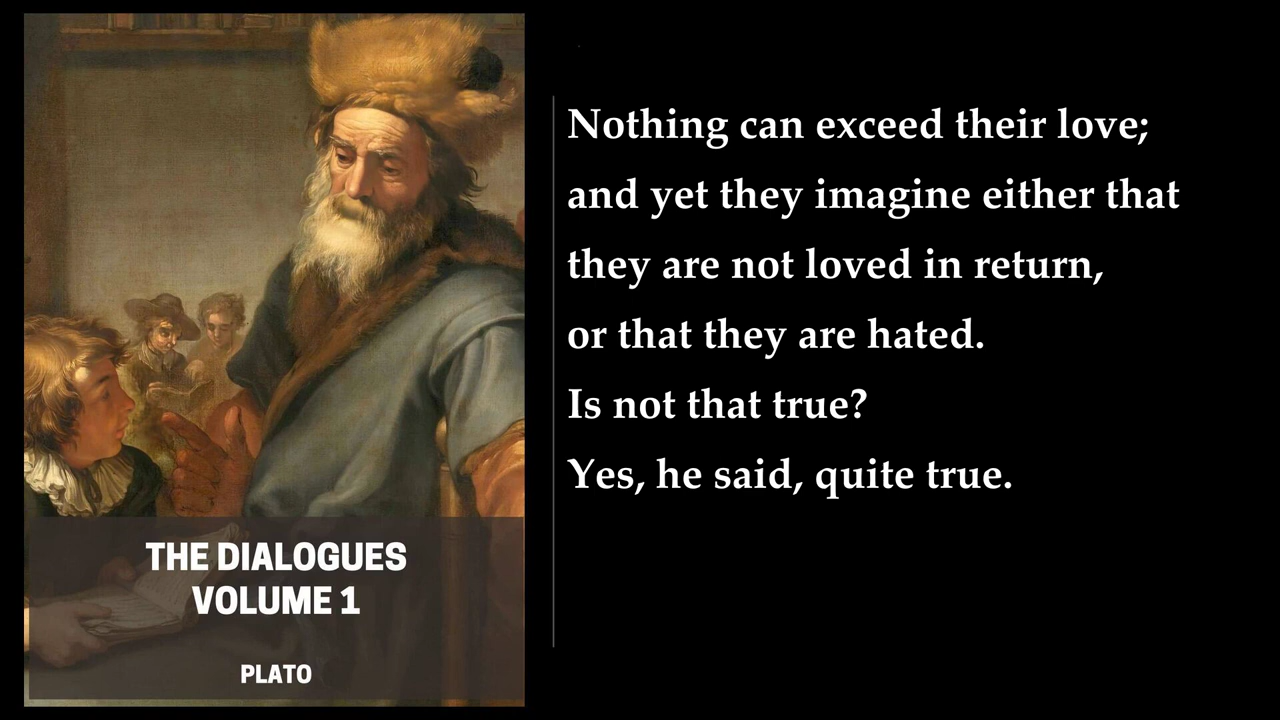 THE DIALOGUES
VOLUME 1
PLATO
Nothing can exceed their love;
and yet they imagine either that
they are not loved in return,
or that they are hated.
Is not that true?
Yes, he said, quite true.